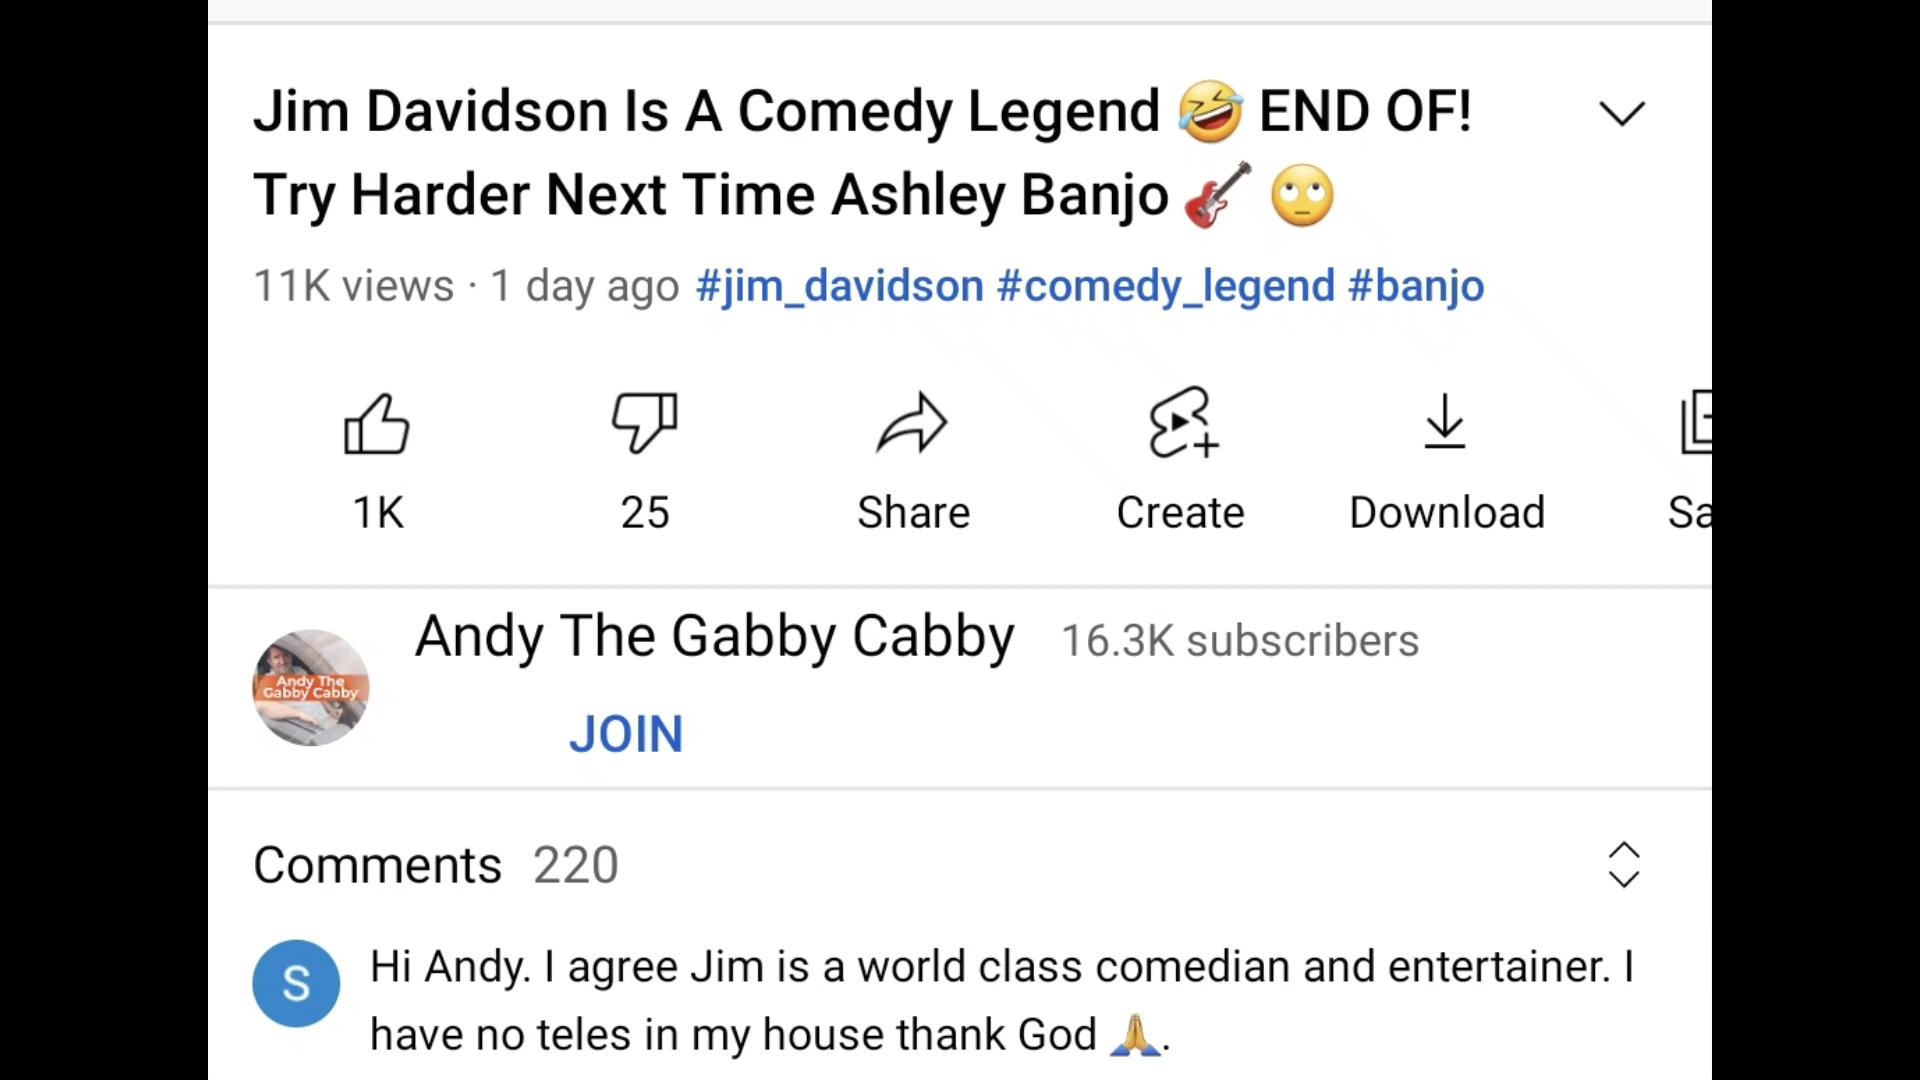 Jim Davidson Is A Comedy Legend 🤣 END OF!
Try Harder Next Time Ashley Banjo 🎸 🙄
11K views · 1 day ago #jim_davidson #comedy_legend #banjo
1K 25 Share Create Download Sa
Andy The Gabby Cabby 16.3K subscribers
Andy The
Gabby Cabby
JOIN
Comments 220
S
Hi Andy. I agree Jim is a world class comedian and entertainer. I
have no teles in my house thank God 🙏.